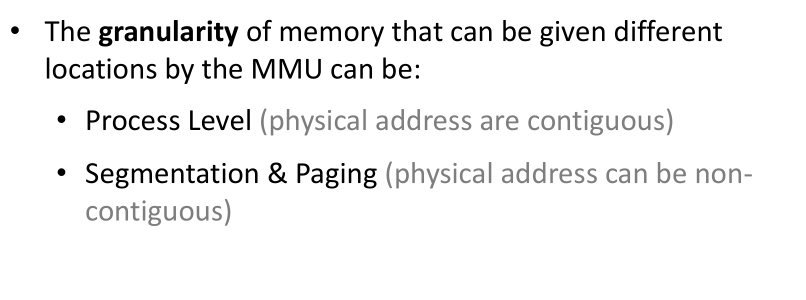 • The granularity of memory that can be given different
locations by the MMU can be:
• Process Level (physical address are contiguous)
• Segmentation & Paging (physical address can be non-
contiguous)